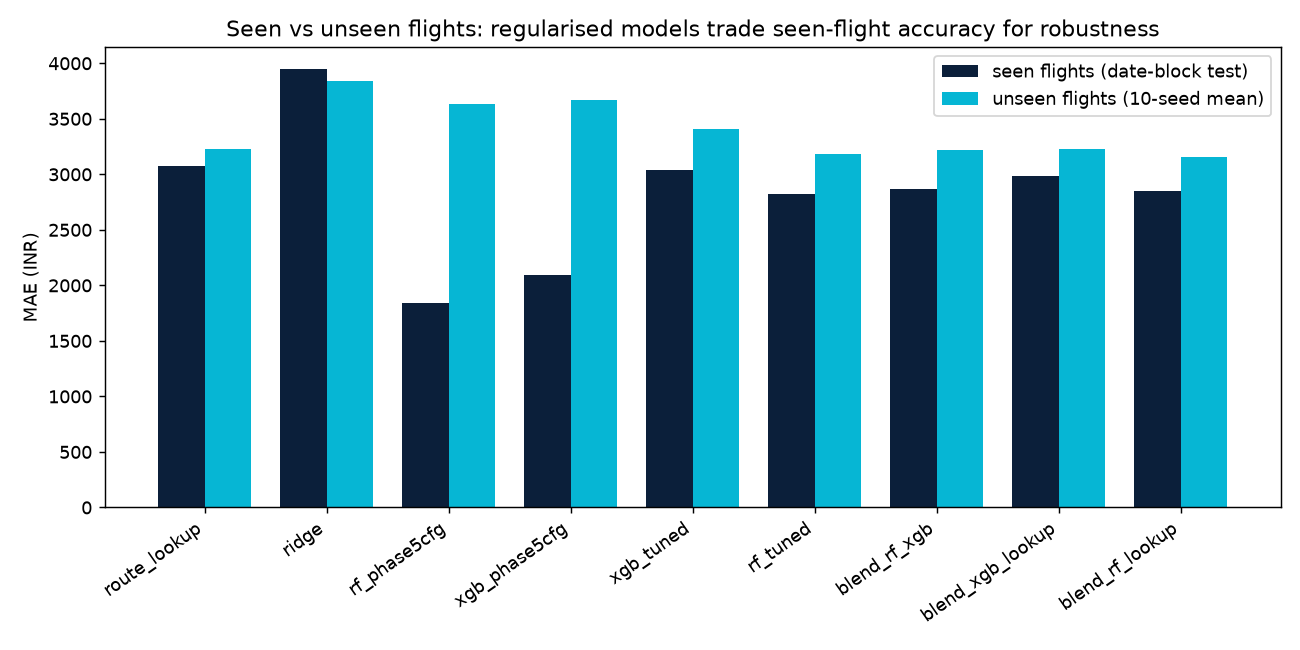 Seen vs unseen flights: regularised models trade seen-flight accuracy for robustness
seen flights (date-block test)
unseen flights (10-seed mean)
MAE (INR)
4000
3500
3000
2500
2000
1500
1000
500
0
route_lookup
ridge
rf_phase5cfg
xgb_phase5cfg
xgb_tuned
rf_tuned
blend_rf_xgb
blend_xgb_lookup
blend_rf_lookup